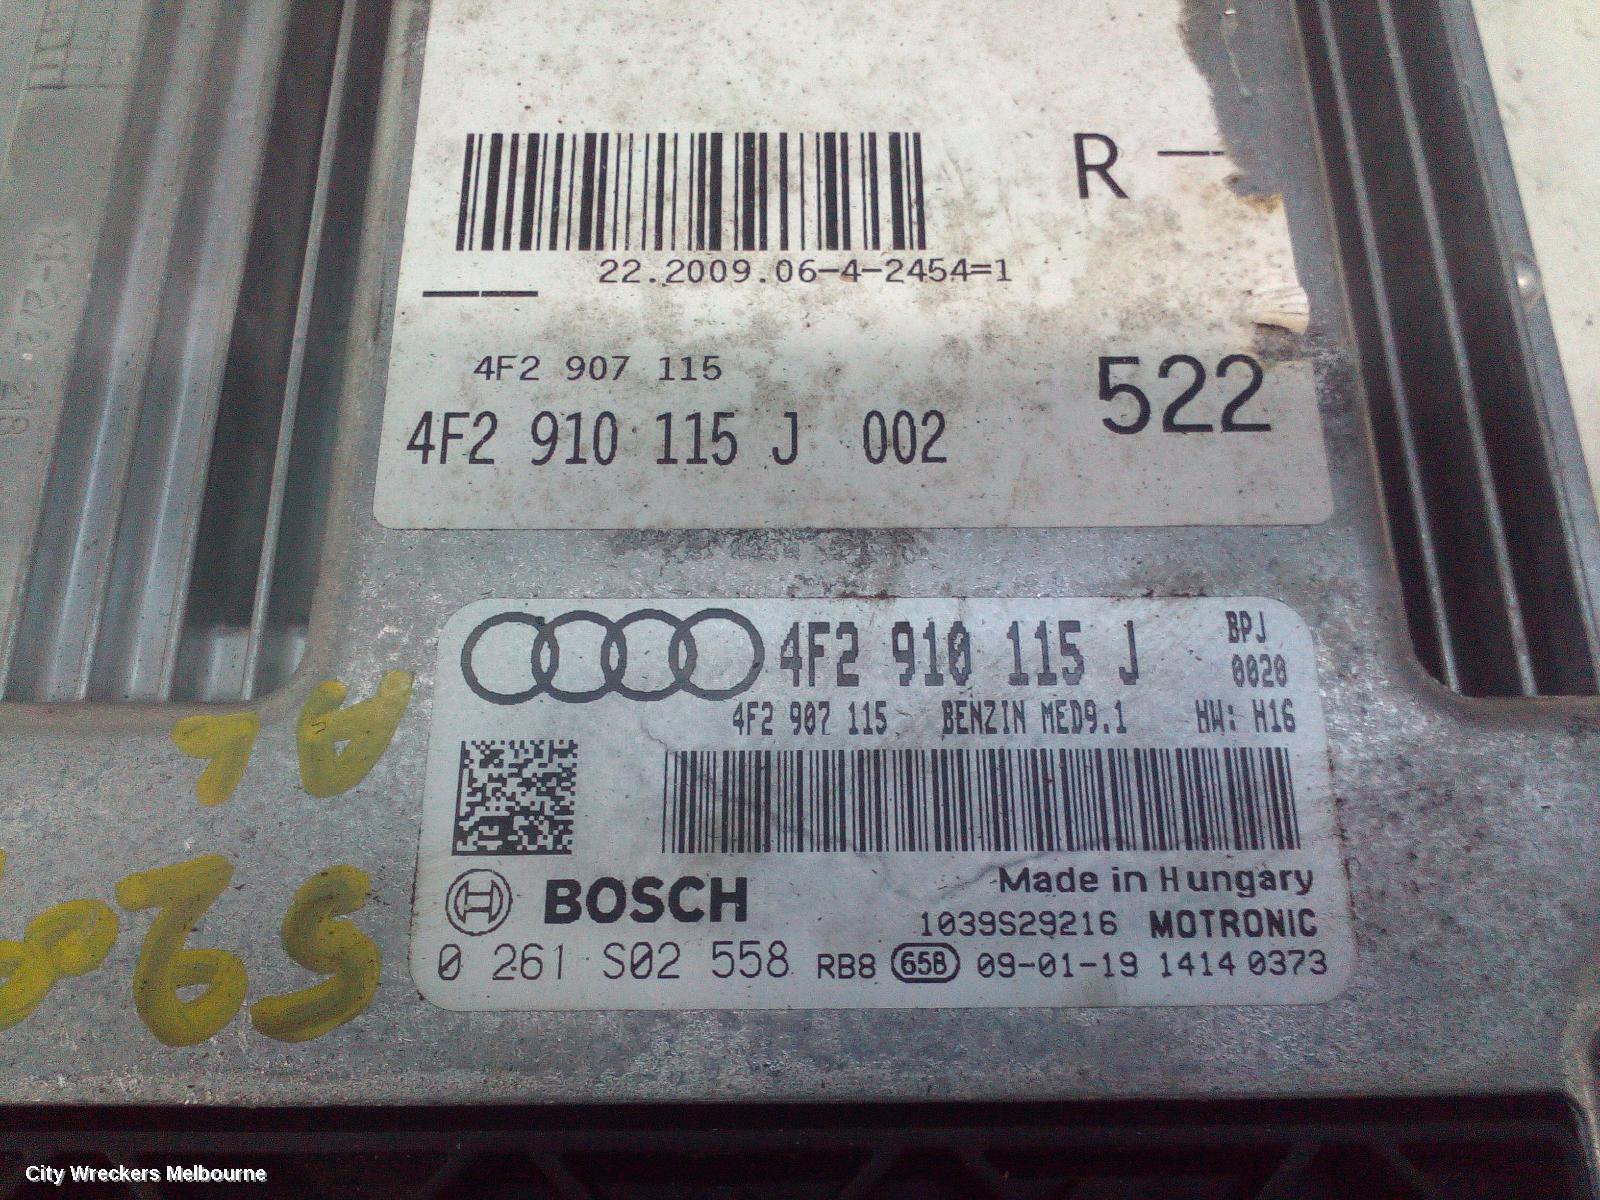 R
22.2009.06-4-2454=1
4F2 907 115
522
4F2 910 115 J 002
4F2 910 115 J
BPJ
0020
4F2 907 115 BENZIN MED9.1 HW: H16
BOSCH
Made in Hungary
1039S29216 MOTRONIC
0 261 S02 558 RB8 658 09-01-19 1414 0373
City Wreckers Melbourne